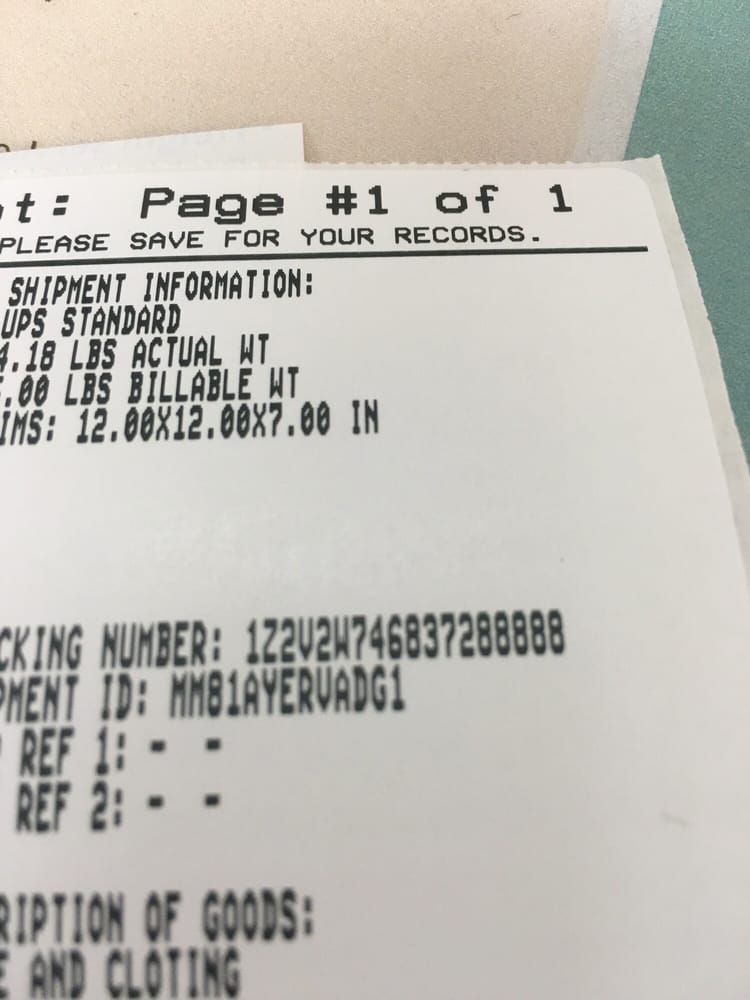 t: Page #1 of 1
PLEASE SAVE FOR YOUR RECORDS.
SHIPMENT INFORMATION:
UPS STANDARD
4.18 LBS ACTUAL WT
.00 LBS BILLABLE WT
IMS: 12.00X12.00X7.00 IN
CKING NUMBER: 1Z2V2W746837288888
PMENT ID: MM81AYERVADG1
REF 1: - -
REF 2: - -
RIPTION OF GOODS:
E AND CLOTING